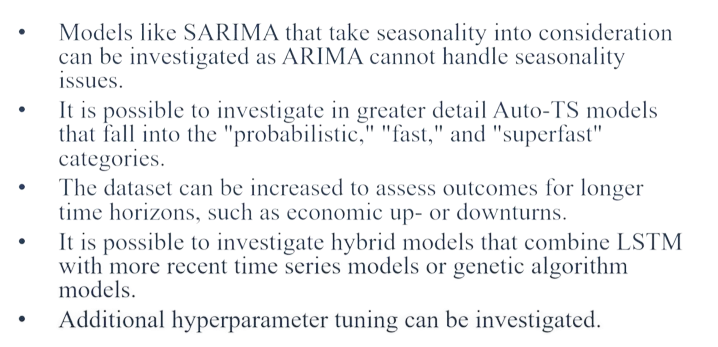 • Models like SARIMA that take seasonality into consideration
can be investigated as ARIMA cannot handle seasonality
issues.
• It is possible to investigate in greater detail Auto-TS models
that fall into the "probabilistic," "fast," and "superfast"
categories.
• The dataset can be increased to assess outcomes for longer
time horizons, such as economic up- or downturns.
• It is possible to investigate hybrid models that combine LSTM
with more recent time series models or genetic algorithm
models.
• Additional hyperparameter tuning can be investigated.